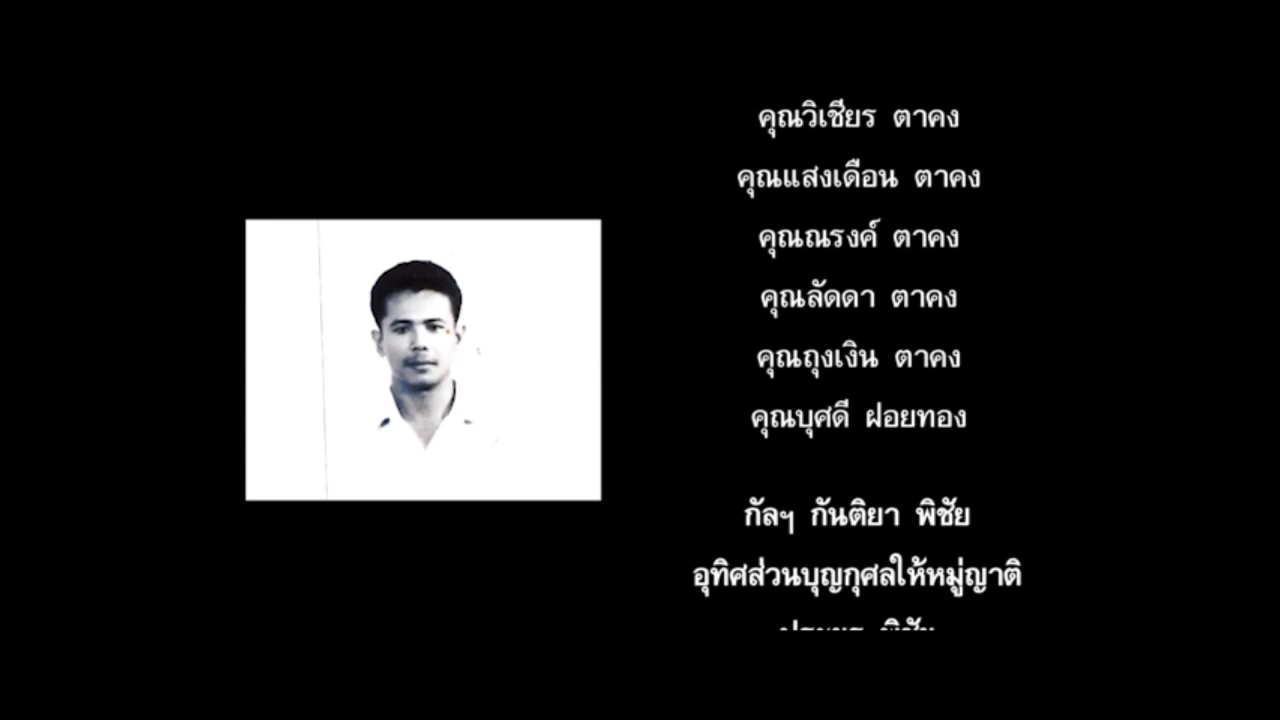 คุณวิเชียร ตาคง
คุณแสงเดือน ตาคง
คุณณรงค์ ตาคง
คุณลัดดา ตาคง
คุณถุงเงิน ตาคง
คุณบุศดี ฝอยทอง
กัลฯ กันติยา พิชัย
อุทิศส่วนบุญกุศลให้หมู่ญาติ
พิชัย